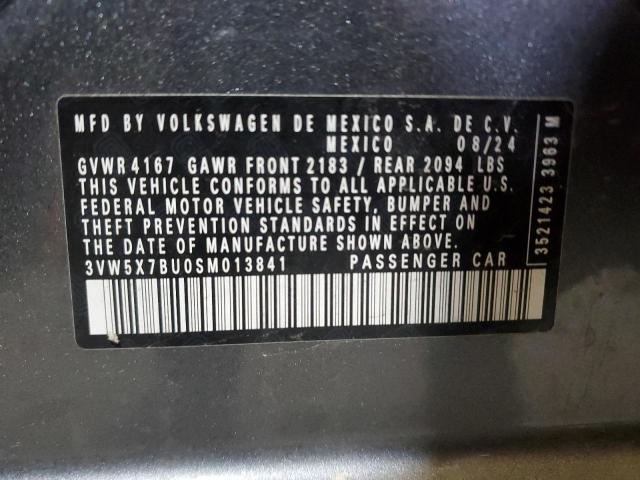 MFD BY VOLKSWAGEN DE MEXICO S.A. DE C.V.
MEXICO 08/24
GVWR 4167 GAWR FRONT 2183 / REAR 2094 LBS
THIS VEHICLE CONFORMS TO ALL APPLICABLE U.S.
FEDERAL MOTOR VEHICLE SAFETY, BUMPER AND
THEFT PREVENTION STANDARDS IN EFFECT ON
THE DATE OF MANUFACTURE SHOWN ABOVE.
3VW5X7BU0SM013841 PASSENGER CAR
3521423 3963 M